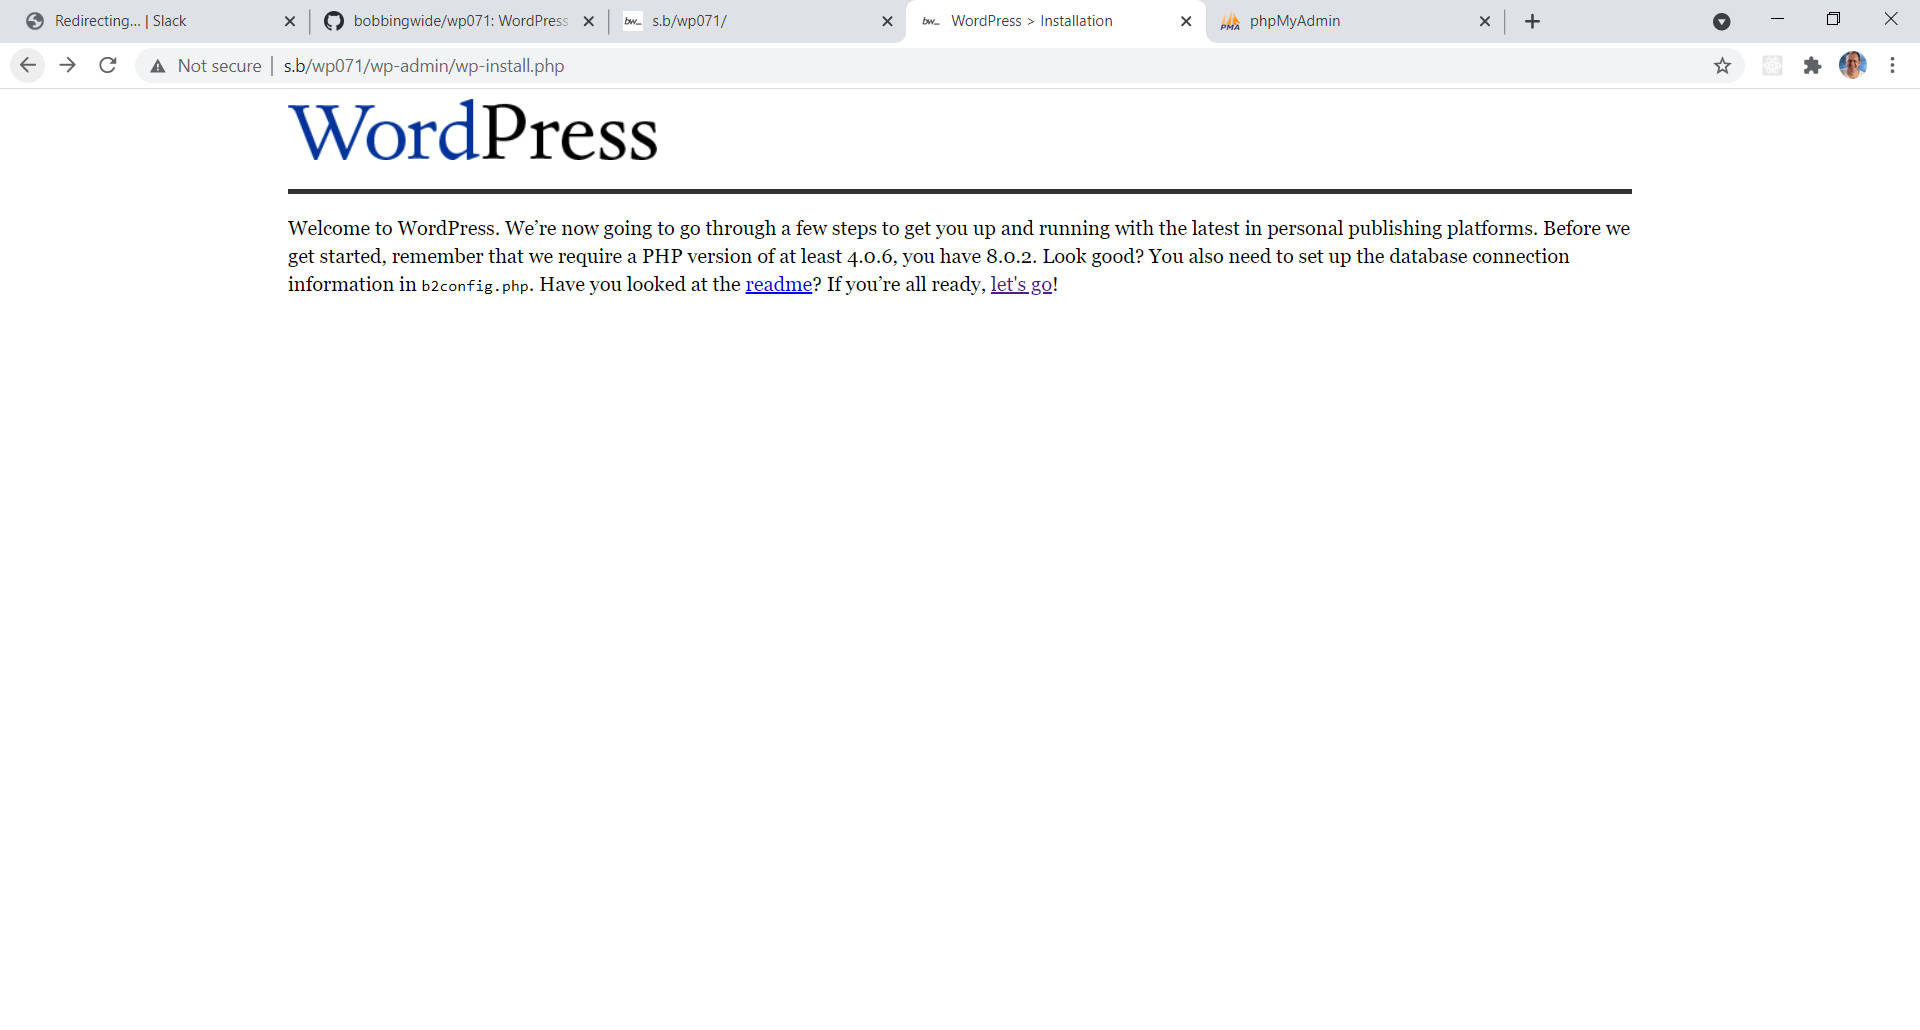 Redirecting... | Slack
bobbingwide/wp071: WordPress
bw_ s.b/wp071/
bw_ WordPress > Installation
PMA phpMyAdmin
Not secure | s.b/wp071/wp-admin/wp-install.php
WordPress
Welcome to WordPress. We’re now going to go through a few steps to get you up and running with the latest in personal publishing platforms. Before we
get started, remember that we require a PHP version of at least 4.0.6, you have 8.0.2. Look good? You also need to set up the database connection
information in b2config.php. Have you looked at the readme? If you’re all ready, let's go!